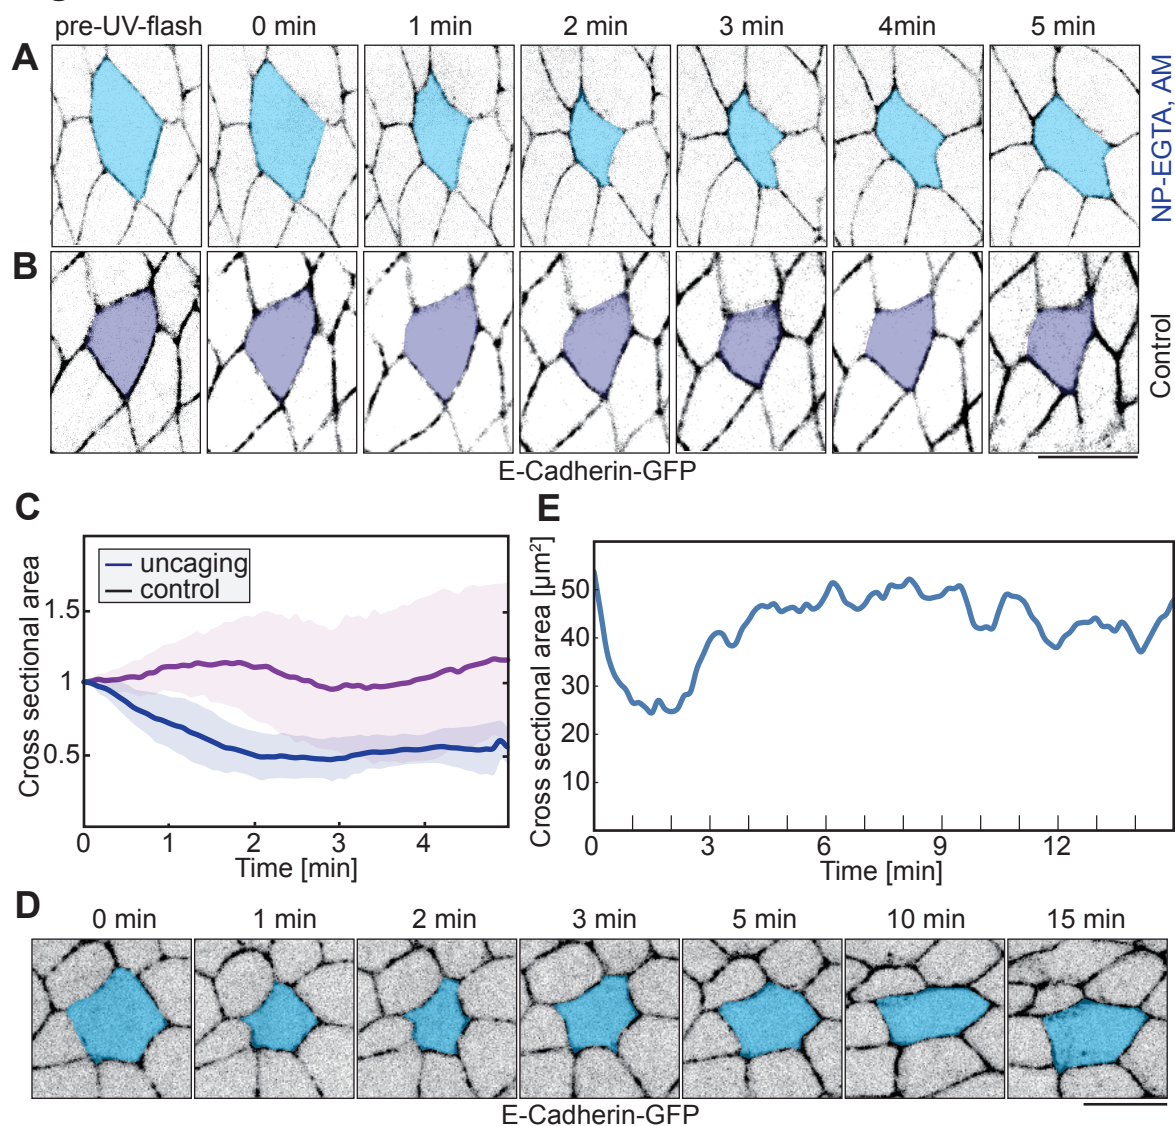 pre-UV-flash 0 min 1 min 2 min 3 min 4min 5 min
A
NP-EGTA, AM
B
Control
E-Cadherin-GFP
C
Cross sectional area
uncaging
control
1.5
1
0.5
0 1 2 3 4
Time [min]
E
Cross sectional area [µm²]
50
40
30
20
10
0 3 6 9 12
Time [min]
D
0 min 1 min 2 min 3 min 5 min 10 min 15 min
E-Cadherin-GFP